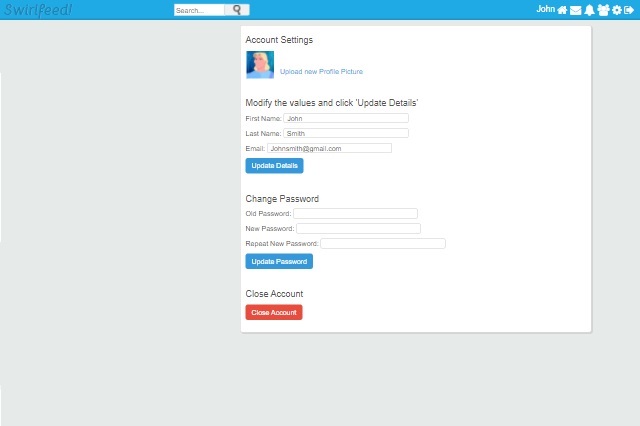 Swirlfeed!
Search...
John
Account Settings
Upload new Profile Picture
Modify the values and click 'Update Details'
First Name: John
Last Name: Smith
Email: Johnsmith@gmail.com
Update Details
Change Password
Old Password:
New Password:
Repeat New Password:
Update Password
Close Account
Close Account